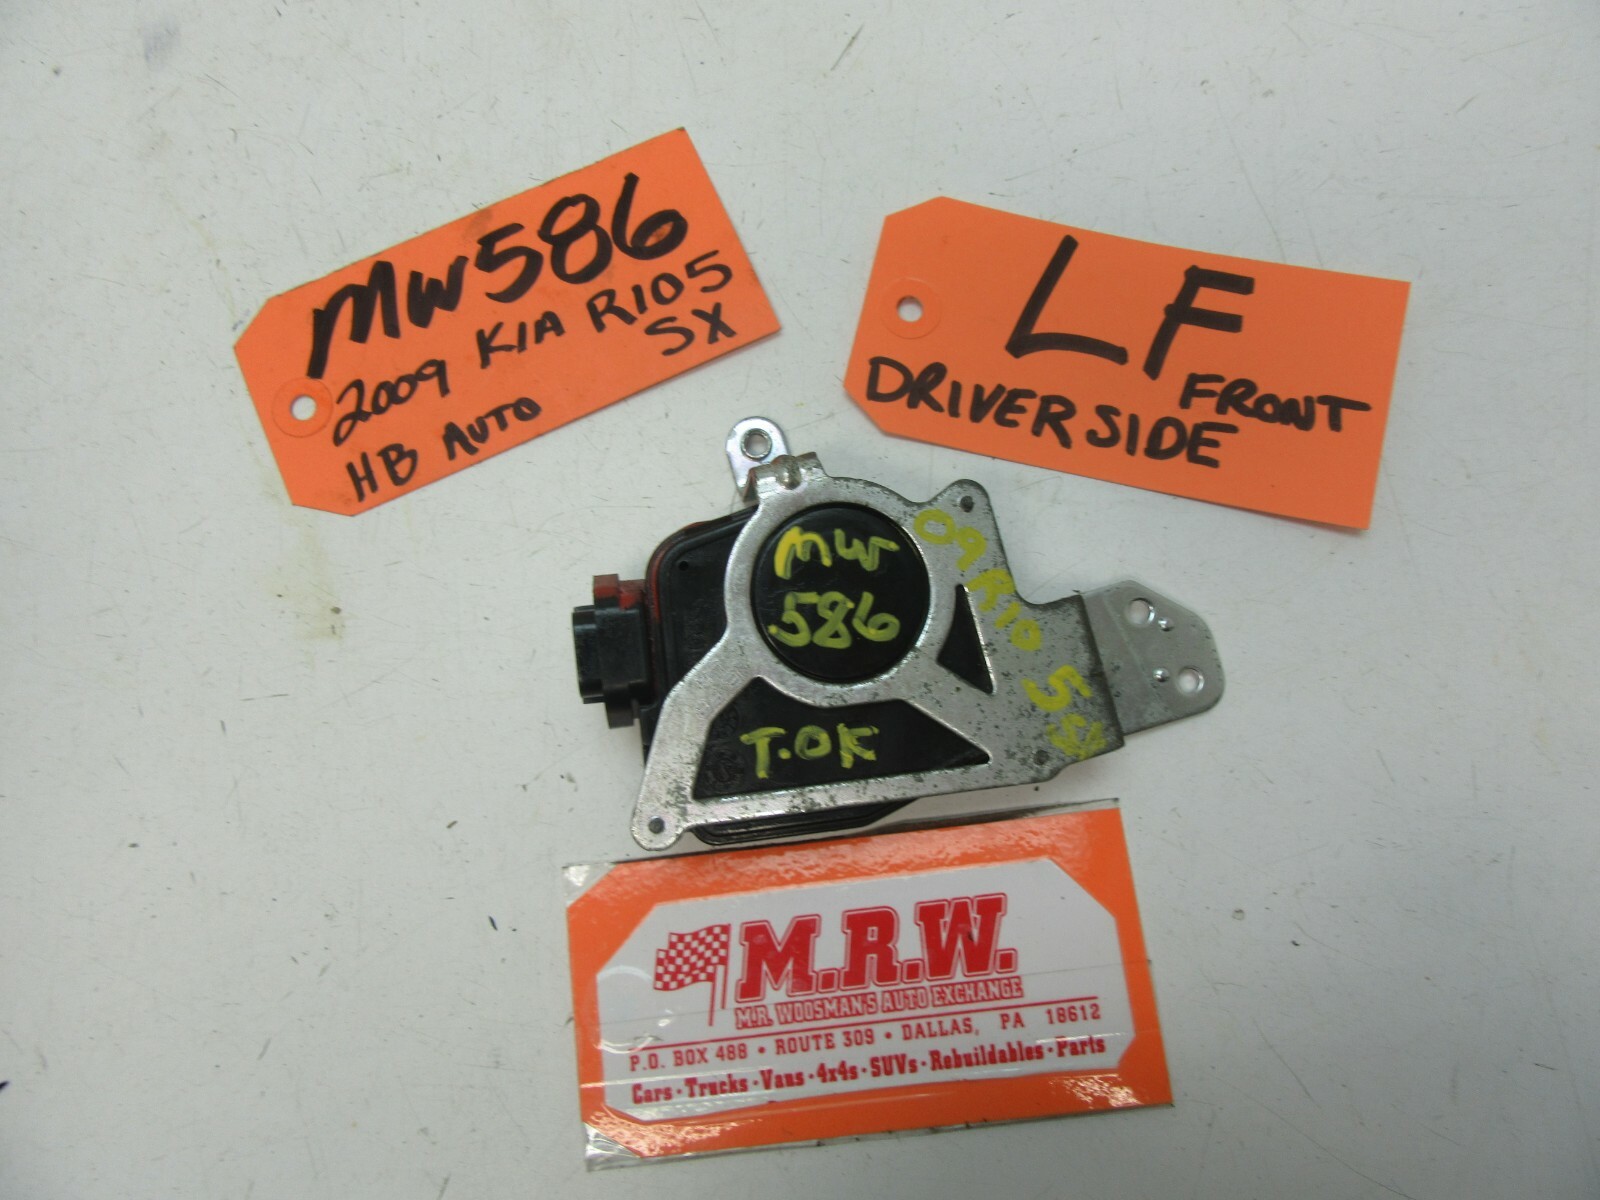 MW586
2009 KIA RIO5
SX
HB AUTO
LF
FRONT
DRIVER SIDE
MW
586
09 RIO 5 SX
T.OK
M.R.W.
M.R. WOOSMAN'S AUTO EXCHANGE
P.O. BOX 488 • ROUTE 309 • DALLAS, PA 18612
Cars · Trucks · Vans · 4x4s · SUVs · Rebuildables · Parts